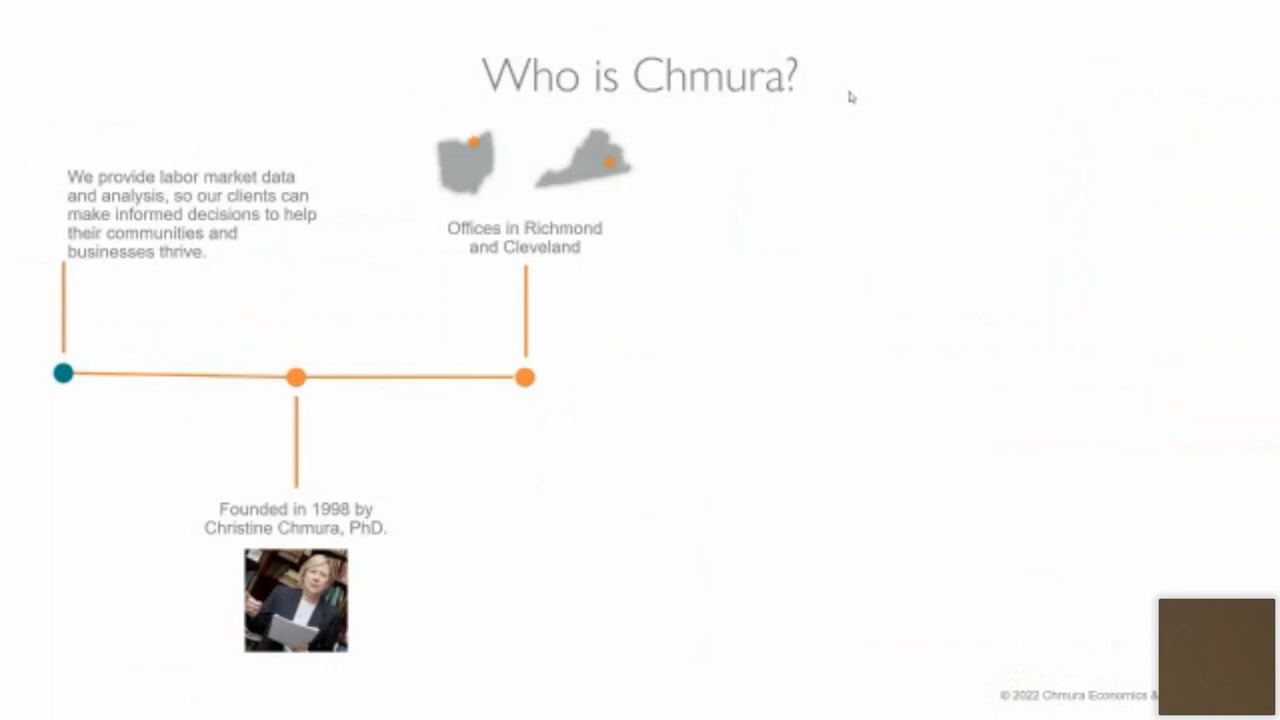 Who is Chmura?
We provide labor market data
and analysis, so our clients can
make informed decisions to help
their communities and
businesses thrive.
Offices in Richmond
and Cleveland
Founded in 1998 by
Christine Chmura, PhD.
© 2022 Chmura Economics &